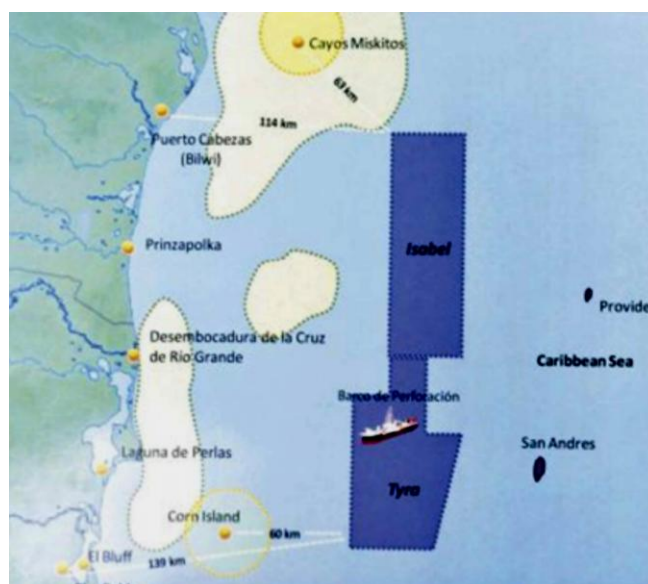 Cayos Miskitos
63 km
114 km
Puerto Cabezas
(Bilwi)
Isabel
Prinzapolka
Provide
Desembocadura de la Cruz
de Río Grande
Caribbean Sea
Barco de Perforación
San Andres
Laguna de Perlas
Tyra
Corn Island
60 km
El Bluff
139 km